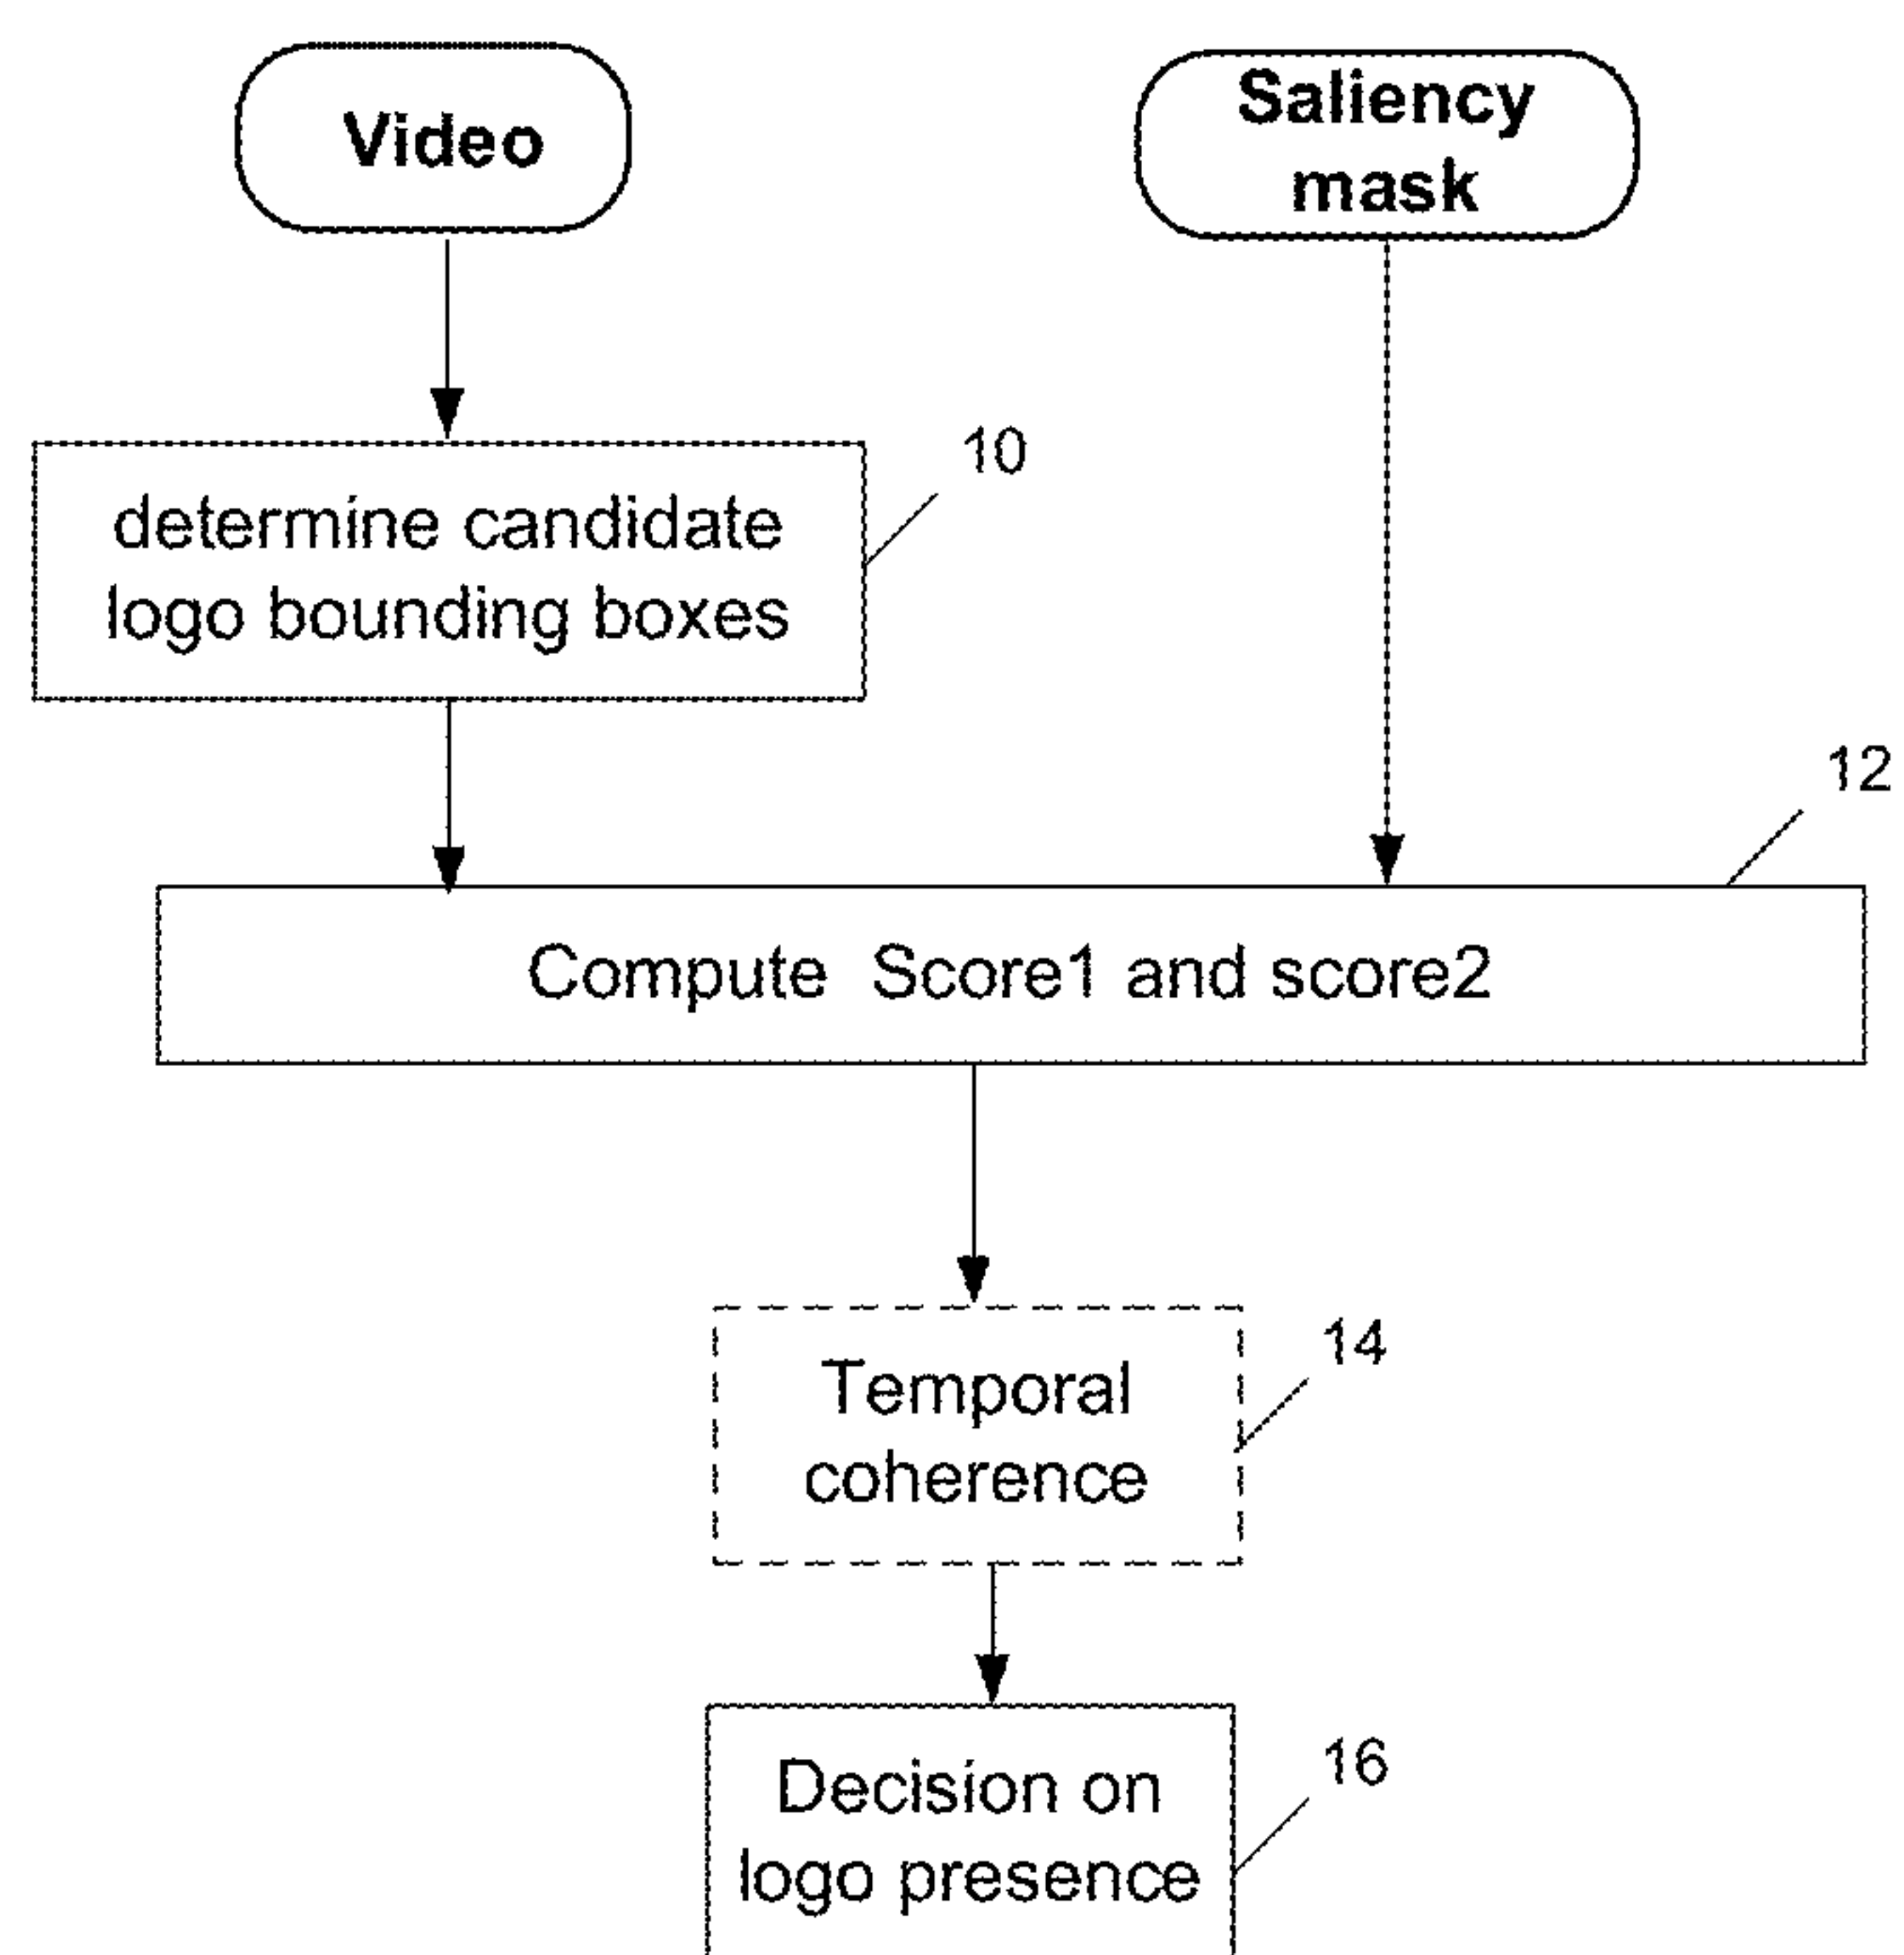 Video
Saliency
mask
10
determine candidate
logo bounding boxes
12
Compute Score1 and score2
14
Temporal
coherence
16
Decision on
logo presence